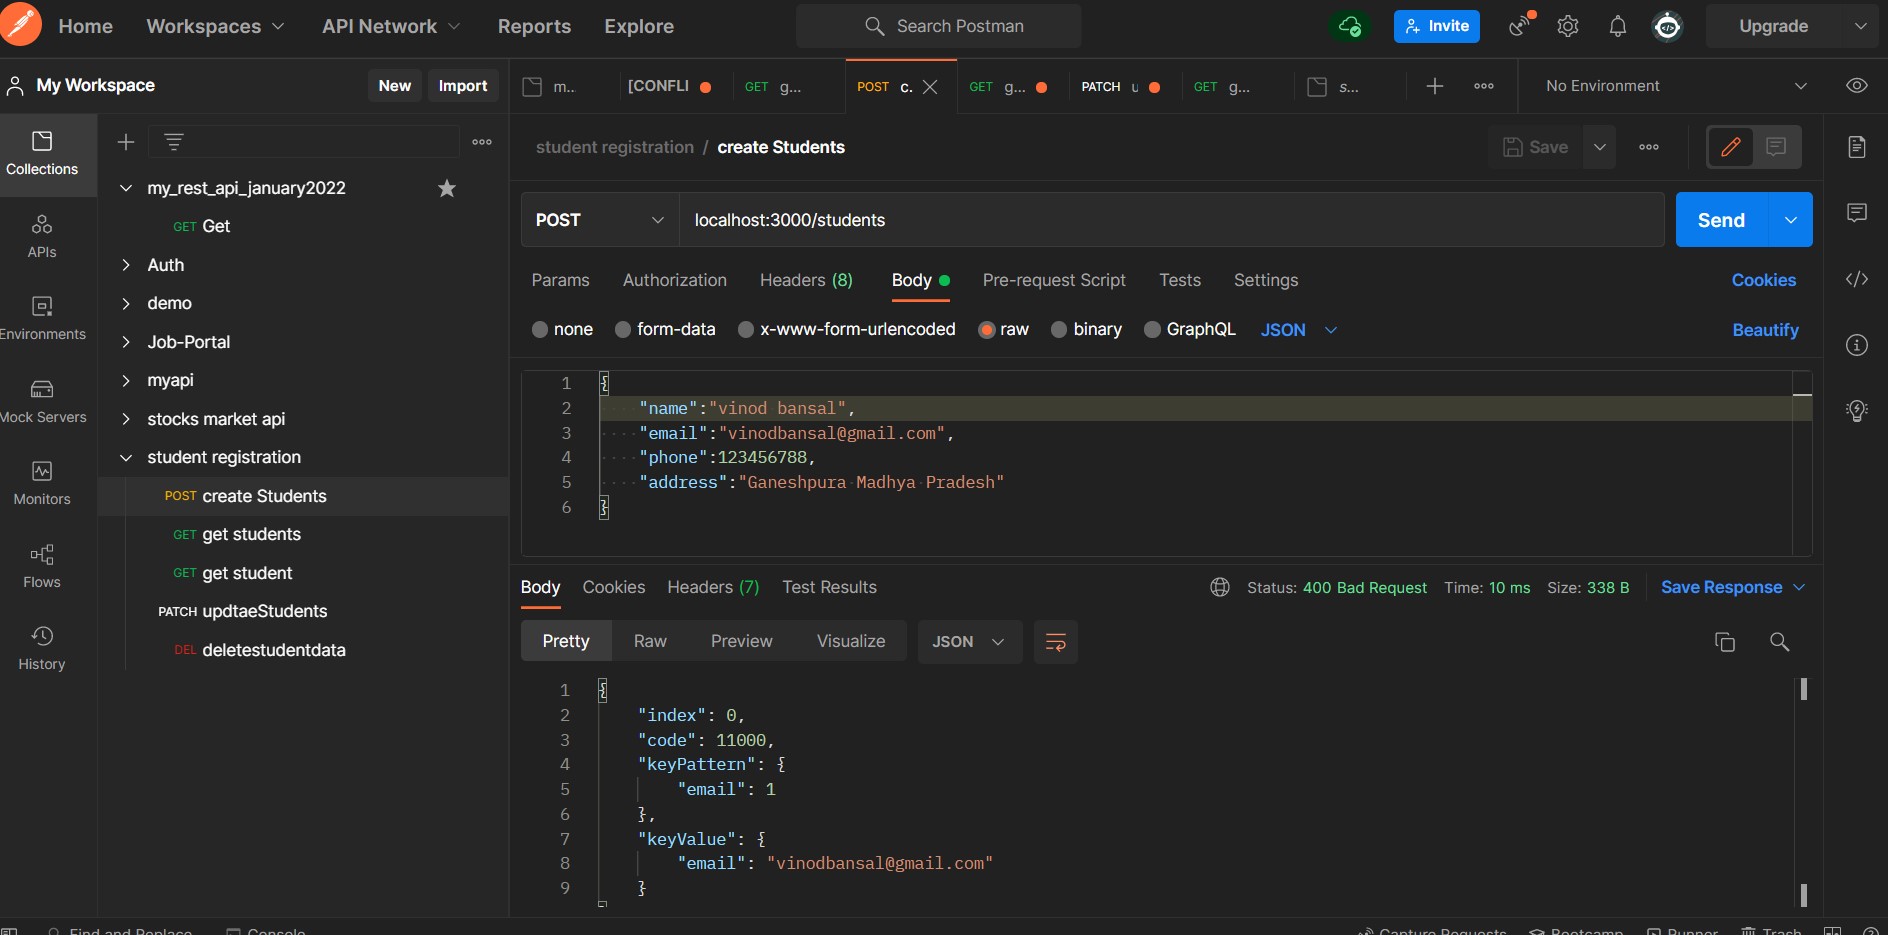 Home Workspaces API Network Reports Explore Search Postman Invite Upgrade
My Workspace New Import m... [CONFLI GET g... POST c. GET g... PATCH u GET g... s... No Environment
Collections
APIs
Environments
Mock Servers
Monitors
Flows
History
my_rest_api_january2022
GET Get
Auth
demo
Job-Portal
myapi
stocks market api
student registration
POST create Students
GET get students
GET get student
PATCH updtaeStudents
DEL deletestudentdata
student registration / create Students Save
POST localhost:3000/students Send
Params Authorization Headers (8) Body Pre-request Script Tests Settings Cookies
none form-data x-www-form-urlencoded raw binary GraphQL JSON Beautify
1 {
2 "name":"vinod bansal",
3 "email":"vinodbansal@gmail.com",
4 "phone":123456788,
5 "address":"Ganeshpura Madhya Pradesh"
6 }
Body Cookies Headers (7) Test Results Status: 400 Bad Request Time: 10 ms Size: 338 B Save Response
Pretty Raw Preview Visualize JSON
1 {
2 "index": 0,
3 "code": 11000,
4 "keyPattern": {
5 "email": 1
6 },
7 "keyValue": {
8 "email": "vinodbansal@gmail.com"
9 }
Find and Replace Console Capture Requests Bootcamp Runner Trash